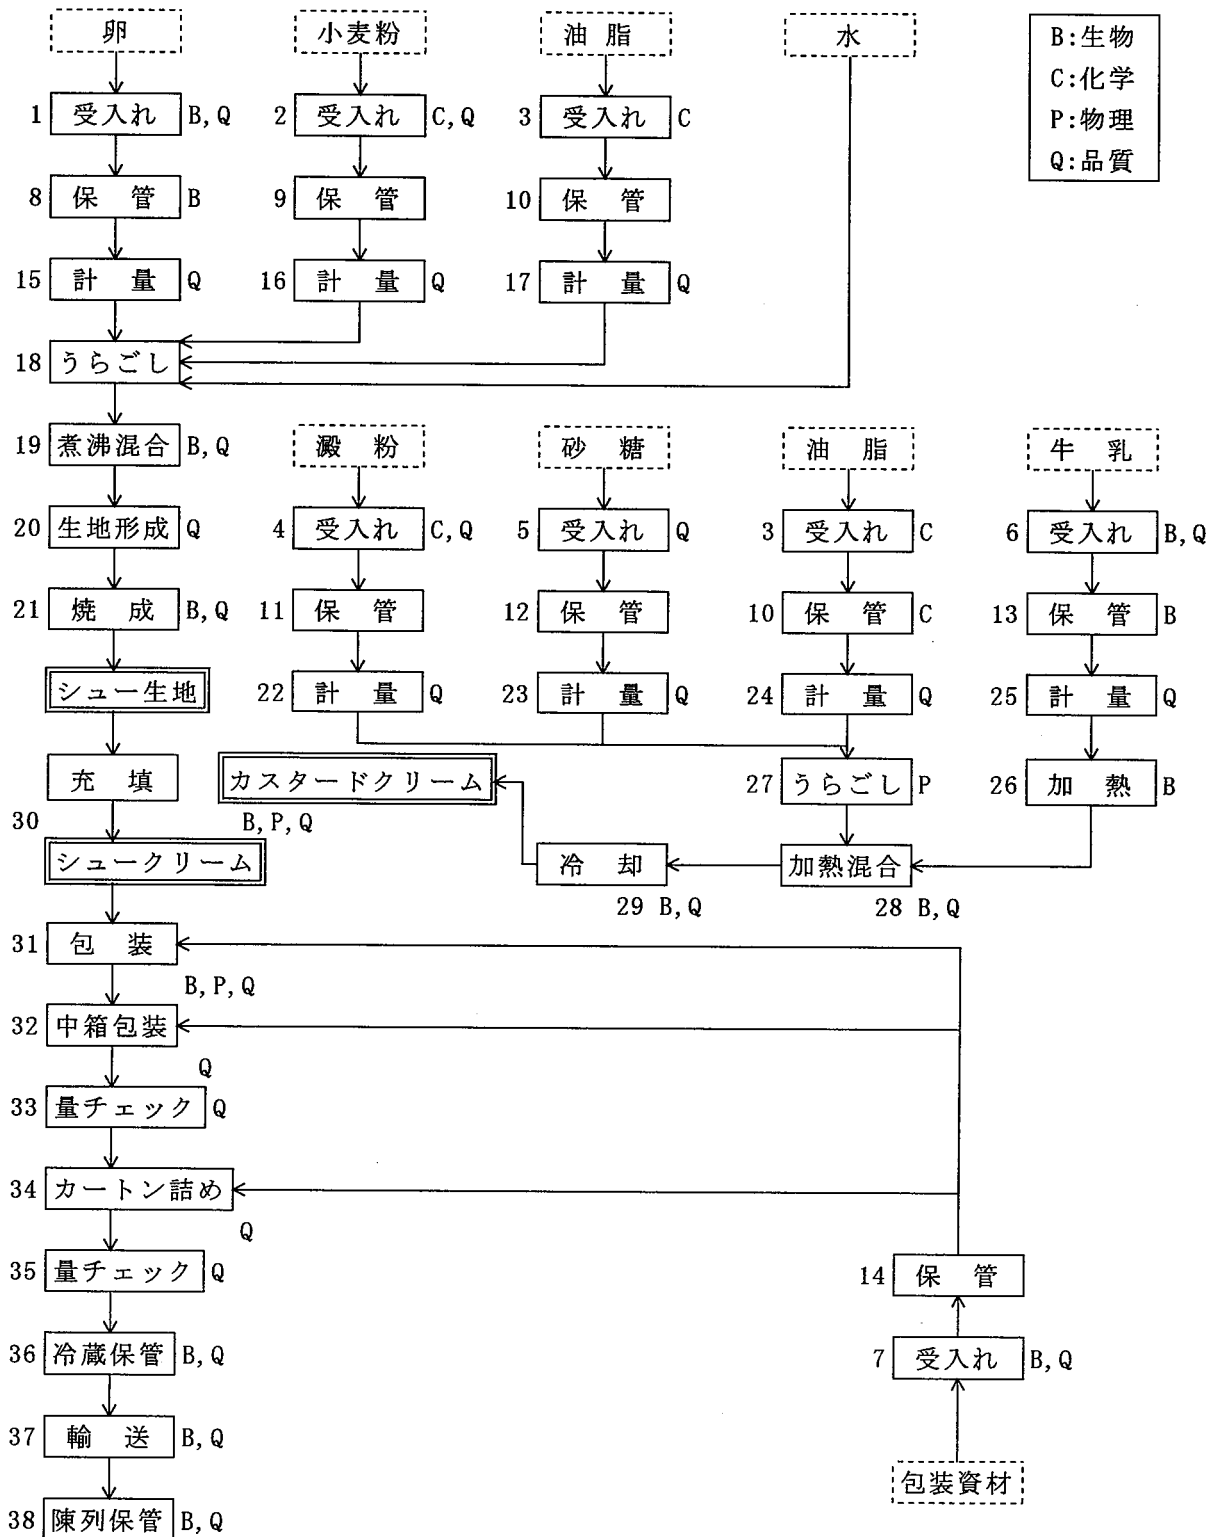 卵
小麦粉
油 脂
水
B:生物
C:化学
P:物理
Q:品質
1 受入れ B,Q
2 受入れ C,Q
3 受入れ C
8 保 管 B
9 保 管
10 保 管
15 計 量 Q
16 計 量 Q
17 計 量 Q
18 うらごし
19 煮沸混合 B,Q
澱 粉
砂 糖
油 脂
牛 乳
20 生地形成 Q
4 受入れ C,Q
5 受入れ Q
3 受入れ C
6 受入れ B,Q
21 焼 成 B,Q
11 保 管
12 保 管
10 保 管 C
13 保 管 B
シュー生地
22 計 量 Q
23 計 量 Q
24 計 量 Q
25 計 量 Q
充 填
カスタードクリーム
27 うらごし P
26 加 熱 B
30
B,P,Q
シュークリーム
冷 却
加熱混合
29 B,Q
28 B,Q
31 包 装
B,P,Q
32 中箱包装
Q
33 量チェック Q
34 カートン詰め
Q
35 量チェック Q
14 保 管
36 冷蔵保管 B,Q
7 受入れ B,Q
37 輸 送 B,Q
包装資材
38 陳列保管 B,Q